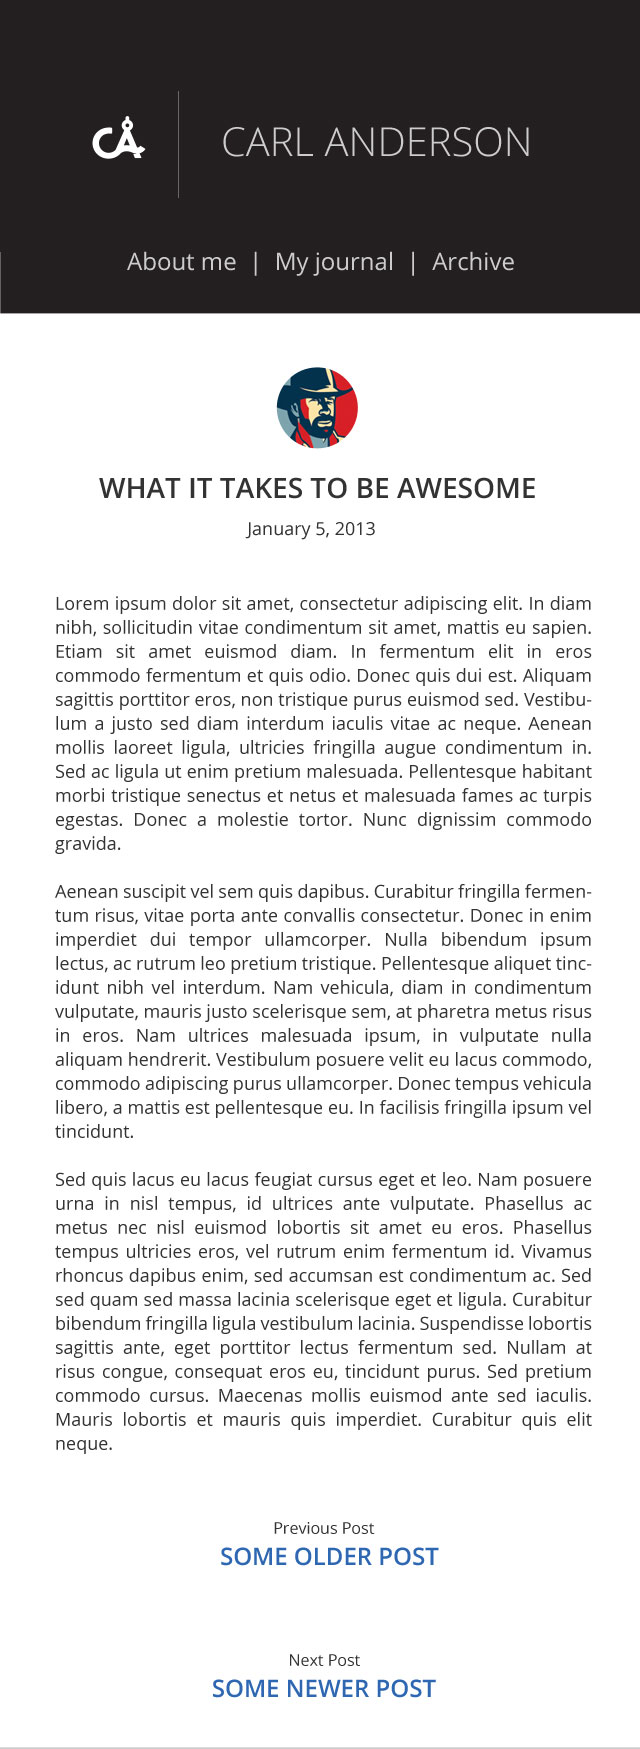 CA
CARL ANDERSON
About me | My journal | Archive
WHAT IT TAKES TO BE AWESOME
January 5, 2013
Lorem ipsum dolor sit amet, consectetur adipiscing elit. In diam
nibh, sollicitudin vitae condimentum sit amet, mattis eu sapien.
Etiam sit amet euismod diam. In fermentum elit in eros
commodo fermentum et quis odio. Donec quis dui est. Aliquam
sagittis porttitor eros, non tristique purus euismod sed. Vestibu-
lum a justo sed diam interdum iaculis vitae ac neque. Aenean
mollis laoreet ligula, ultricies fringilla augue condimentum in.
Sed ac ligula ut enim pretium malesuada. Pellentesque habitant
morbi tristique senectus et netus et malesuada fames ac turpis
egestas. Donec a molestie tortor. Nunc dignissim commodo
gravida.
Aenean suscipit vel sem quis dapibus. Curabitur fringilla fermen-
tum risus, vitae porta ante convallis consectetur. Donec in enim
imperdiet dui tempor ullamcorper. Nulla bibendum ipsum
lectus, ac rutrum leo pretium tristique. Pellentesque aliquet tinc-
idunt nibh vel interdum. Nam vehicula, diam in condimentum
vulputate, mauris justo scelerisque sem, at pharetra metus risus
in eros. Nam ultrices malesuada ipsum, in vulputate nulla
aliquam hendrerit. Vestibulum posuere velit eu lacus commodo,
commodo adipiscing purus ullamcorper. Donec tempus vehicula
libero, a mattis est pellentesque eu. In facilisis fringilla ipsum vel
tincidunt.
Sed quis lacus eu lacus feugiat cursus eget et leo. Nam posuere
urna in nisl tempus, id ultrices ante vulputate. Phasellus ac
metus nec nisl euismod lobortis sit amet eu eros. Phasellus
tempus ultricies eros, vel rutrum enim fermentum id. Vivamus
rhoncus dapibus enim, sed accumsan est condimentum ac. Sed
sed quam sed massa lacinia scelerisque eget et ligula. Curabitur
bibendum fringilla ligula vestibulum lacinia. Suspendisse lobortis
sagittis ante, eget porttitor lectus fermentum sed. Nullam at
risus congue, consequat eros eu, tincidunt purus. Sed pretium
commodo cursus. Maecenas mollis euismod ante sed iaculis.
Mauris lobortis et mauris quis imperdiet. Curabitur quis elit
neque.
Previous Post
SOME OLDER POST
Next Post
SOME NEWER POST